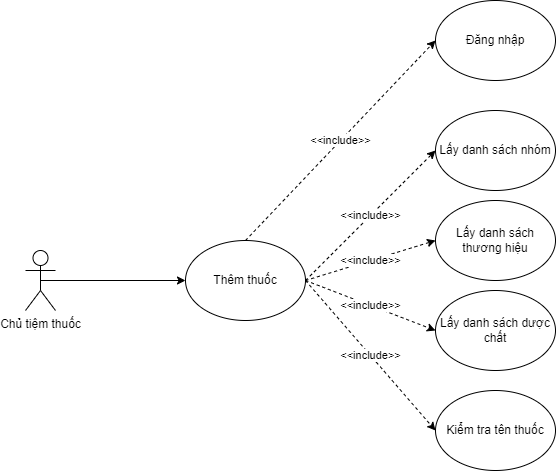 Đăng nhập
<<include>>
Lấy danh sách nhóm
<<include>>
Lấy danh sách
thương hiệu
<<include>>
Thêm thuốc
<<include>>
Lấy danh sách dược
chất
Chủ tiệm thuốc
<<include>>
Kiểm tra tên thuốc